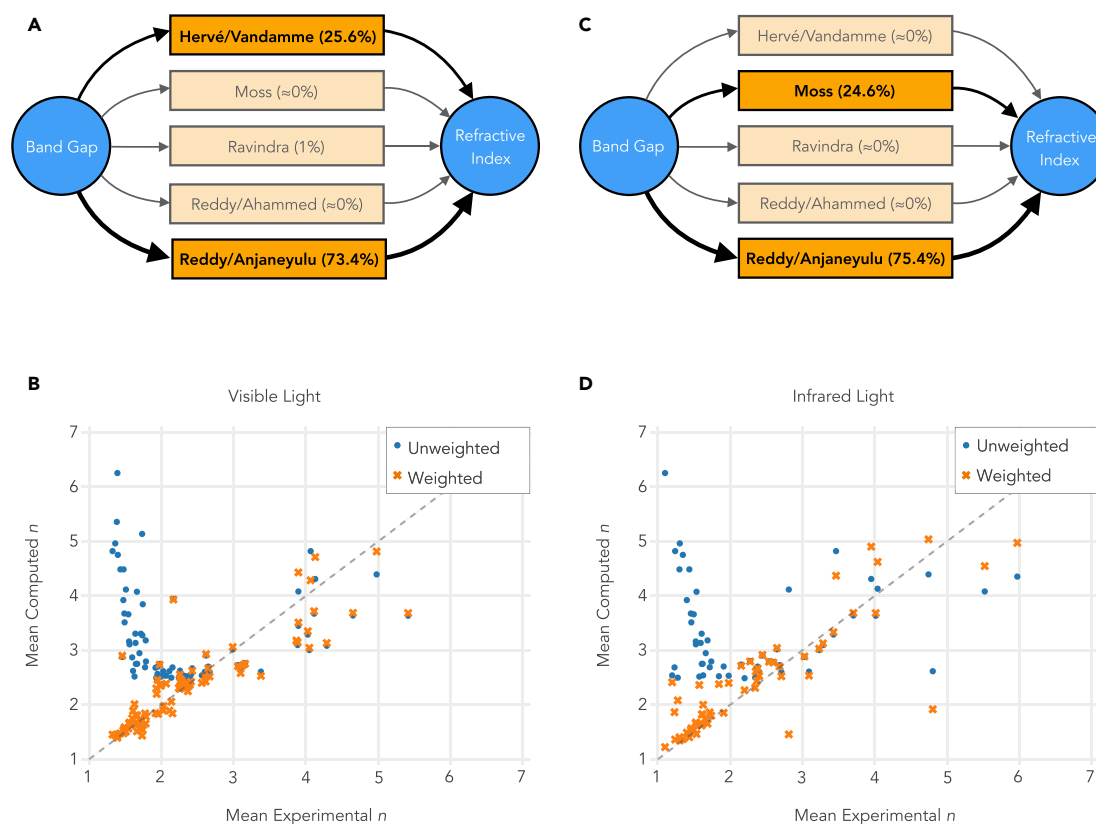 A
Hervé/Vandamme (25.6%)
Moss (≈0%)
Band Gap
Ravindra (1%)
Refractive
Index
Reddy/Ahammed (≈0%)
Reddy/Anjaneyulu (73.4%)
C
Hervé/Vandamme (≈0%)
Moss (24.6%)
Band Gap
Ravindra (≈0%)
Refractive
Index
Reddy/Ahammed (≈0%)
Reddy/Anjaneyulu (75.4%)
B
Visible Light
7
6
5
4
3
2
1
Mean Computed n
Unweighted
Weighted
1 2 3 4 5 6 7
Mean Experimental n
D
Infrared Light
7
6
5
4
3
2
1
Mean Computed n
Unweighted
Weighted
1 2 3 4 5 6 7
Mean Experimental n